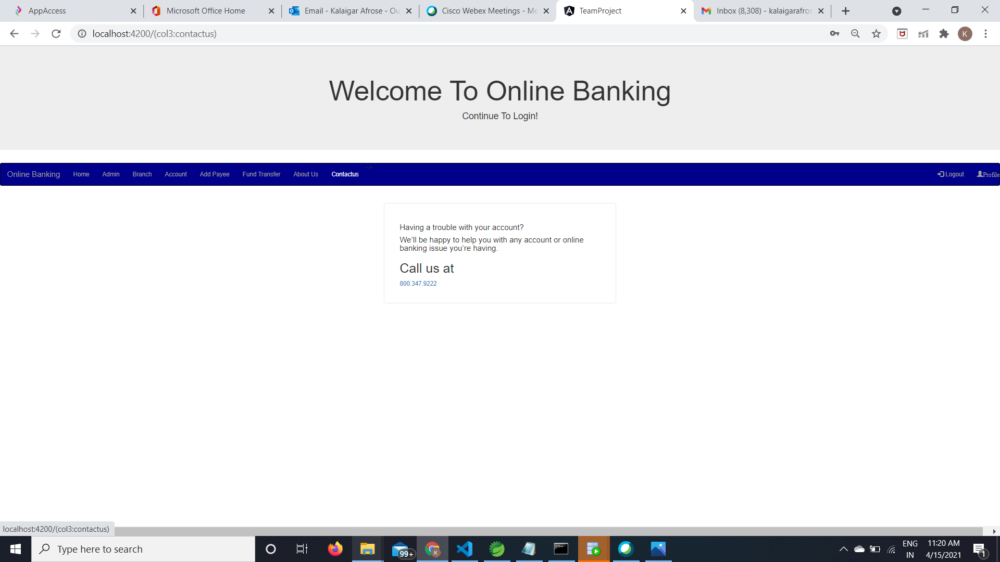 AppAccess
Microsoft Office Home
Email - Kalaigar Afrose - Ou
Cisco Webex Meetings - Me
TeamProject
Inbox (8,308) - kalaigarafros
localhost:4200/(col3:contactus)
K
Welcome To Online Banking
Continue To Login!
Online Banking Home Admin Branch Account Add Payee Fund Transfer About Us Contactus --> Logout Profile
Having a trouble with your account?
We’ll be happy to help you with any account or online
banking issue you’re having.
Call us at
800.347.9222
localhost:4200/(col3:contactus)
Type here to search
99+
K
ENG
IN
11:20 AM
4/15/2021
1